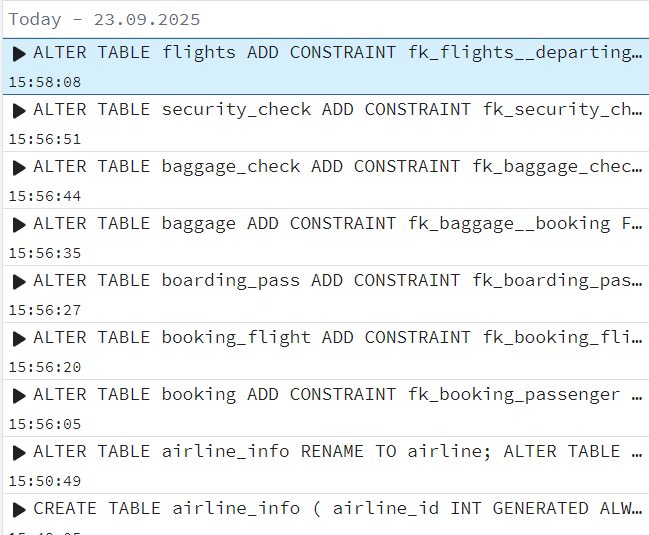 Today - 23.09.2025
ALTER TABLE flights ADD CONSTRAINT fk_flights__departing…
15:58:08
ALTER TABLE security_check ADD CONSTRAINT fk_security_ch…
15:56:51
ALTER TABLE baggage_check ADD CONSTRAINT fk_baggage_chec…
15:56:44
ALTER TABLE baggage ADD CONSTRAINT fk_baggage__booking F…
15:56:35
ALTER TABLE boarding_pass ADD CONSTRAINT fk_boarding_pas…
15:56:27
ALTER TABLE booking_flight ADD CONSTRAINT fk_booking_fli…
15:56:20
ALTER TABLE booking ADD CONSTRAINT fk_booking_passenger …
15:56:05
ALTER TABLE airline_info RENAME TO airline; ALTER TABLE …
15:50:49
CREATE TABLE airline_info ( airline_id INT GENERATED ALW…